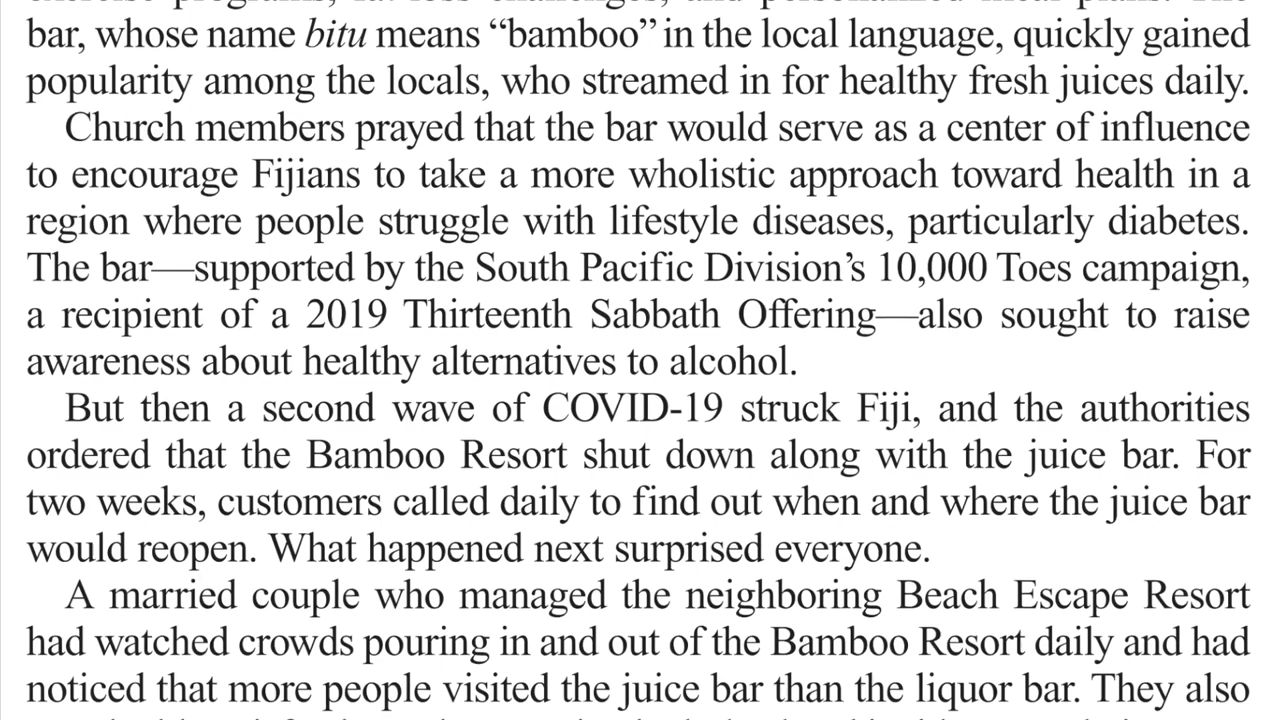 bar, whose name bitu means “bamboo” in the local language, quickly gained
popularity among the locals, who streamed in for healthy fresh juices daily.
Church members prayed that the bar would serve as a center of influence
to encourage Fijians to take a more wholistic approach toward health in a
region where people struggle with lifestyle diseases, particularly diabetes.
The bar—supported by the South Pacific Division’s 10,000 Toes campaign,
a recipient of a 2019 Thirteenth Sabbath Offering—also sought to raise
awareness about healthy alternatives to alcohol.
But then a second wave of COVID-19 struck Fiji, and the authorities
ordered that the Bamboo Resort shut down along with the juice bar. For
two weeks, customers called daily to find out when and where the juice bar
would reopen. What happened next surprised everyone.
A married couple who managed the neighboring Beach Escape Resort
had watched crowds pouring in and out of the Bamboo Resort daily and had
noticed that more people visited the juice bar than the liquor bar. They also